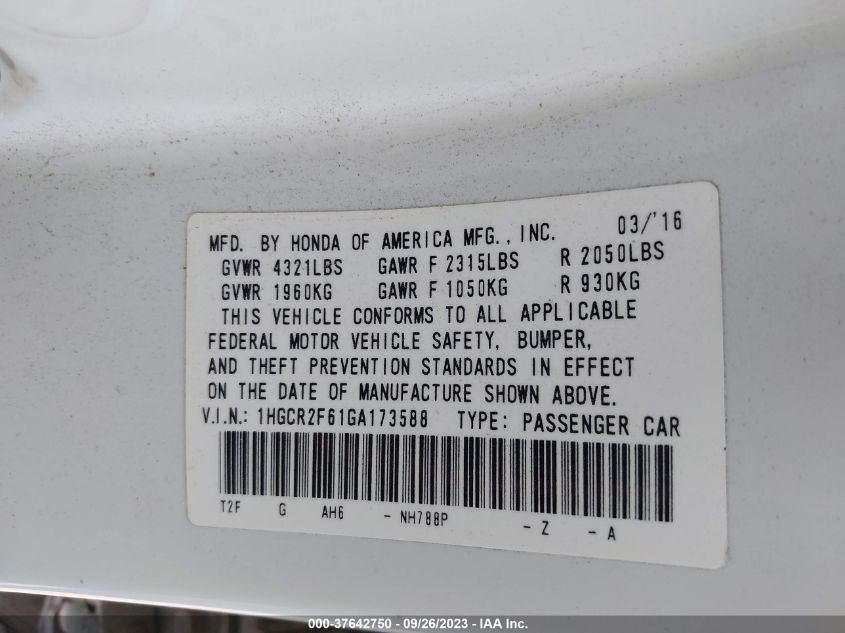 MFD. BY HONDA OF AMERICA MFG., INC. 03/'16
GVWR 4321LBS GAWR F 2315LBS R 2050LBS
GVWR 1960KG GAWR F 1050KG R 930KG
THIS VEHICLE CONFORMS TO ALL APPLICABLE
FEDERAL MOTOR VEHICLE SAFETY, BUMPER,
AND THEFT PREVENTION STANDARDS IN EFFECT
ON THE DATE OF MANUFACTURE SHOWN ABOVE.
V.I.N.: 1HGCR2F61GA173588 TYPE: PASSENGER CAR
T2F G AH6 - NH788P - Z - A
000-37642750 - 09/26/2023 - IAA Inc.